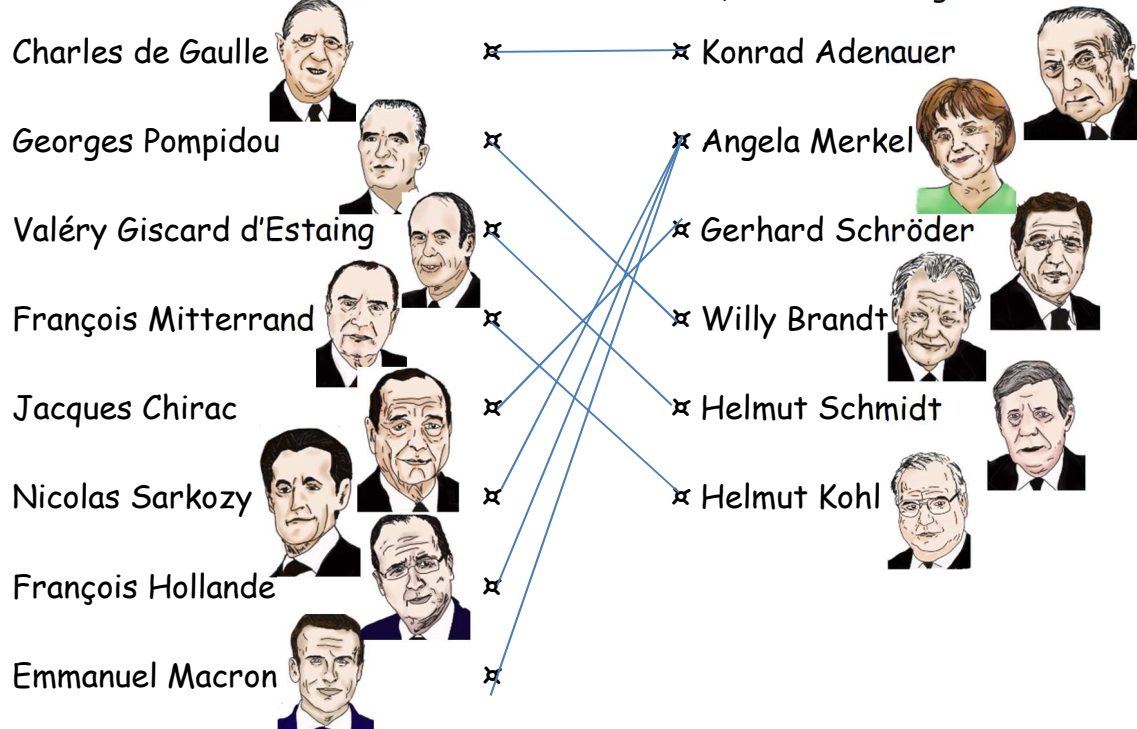 Charles de Gaulle ¤ ¤ Konrad Adenauer
Georges Pompidou ¤ ¤ Angela Merkel
Valéry Giscard d'Estaing ¤ ¤ Gerhard Schröder
François Mitterrand ¤ ¤ Willy Brandt
Jacques Chirac ¤ ¤ Helmut Schmidt
Nicolas Sarkozy ¤ ¤ Helmut Kohl
François Hollande ¤
Emmanuel Macron ¤